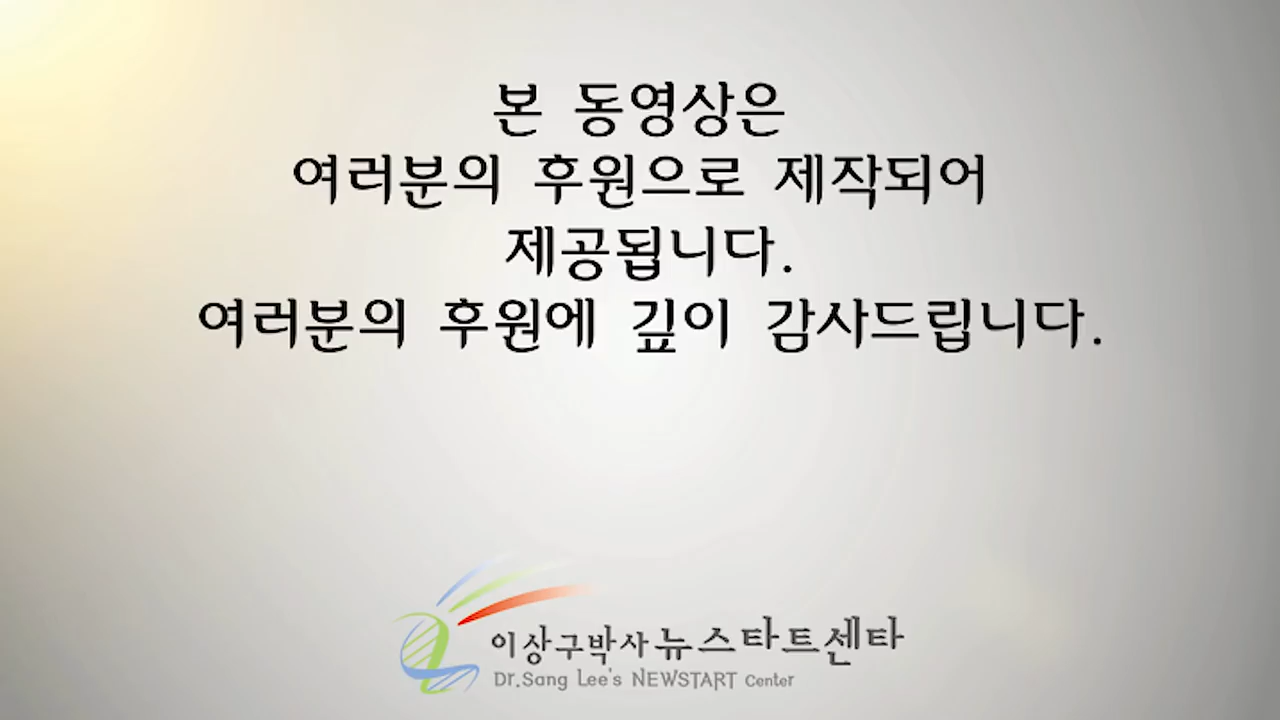 본 동영상은
여러분의 후원으로 제작되어
제공됩니다.
여러분의 후원에 깊이 감사드립니다.
이상구박사 뉴스타트센타
Dr.Sang Lee's NEWSTART Center